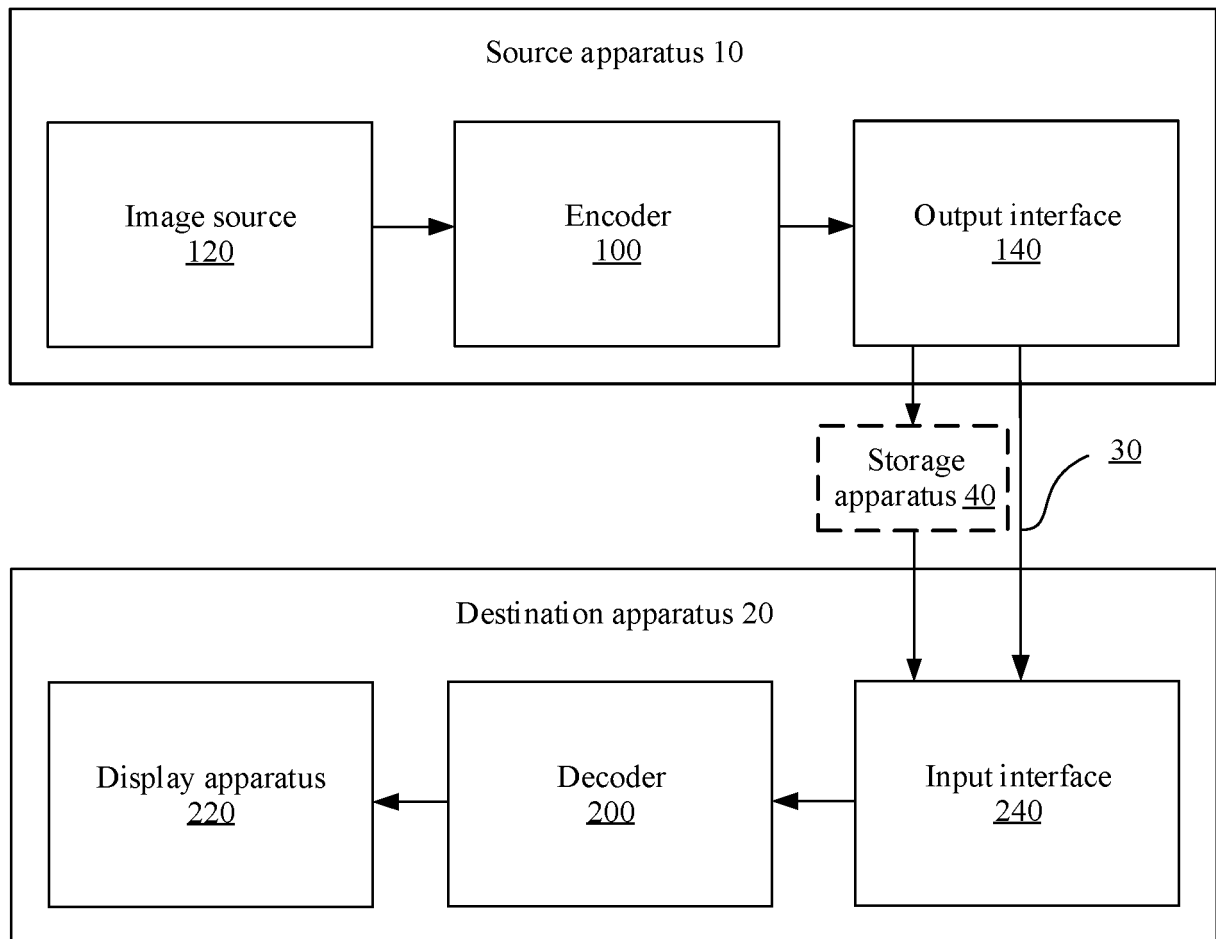 Source apparatus 10
Image source
120
Encoder
100
Output interface
140
Storage
apparatus 40
30
Destination apparatus 20
Display apparatus
220
Decoder
200
Input interface
240